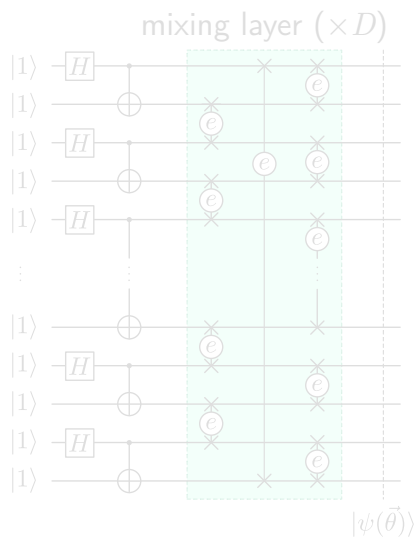 mixing layer (×D)
|1⟩ H
|1⟩
e
|1⟩ H
e e
|1⟩
e
|1⟩ H
e
⋮ ⋮ ⋮
|1⟩
e
|1⟩ H
e
|1⟩
e
|1⟩ H
e
|1⟩
|ψ(θ⃗)⟩